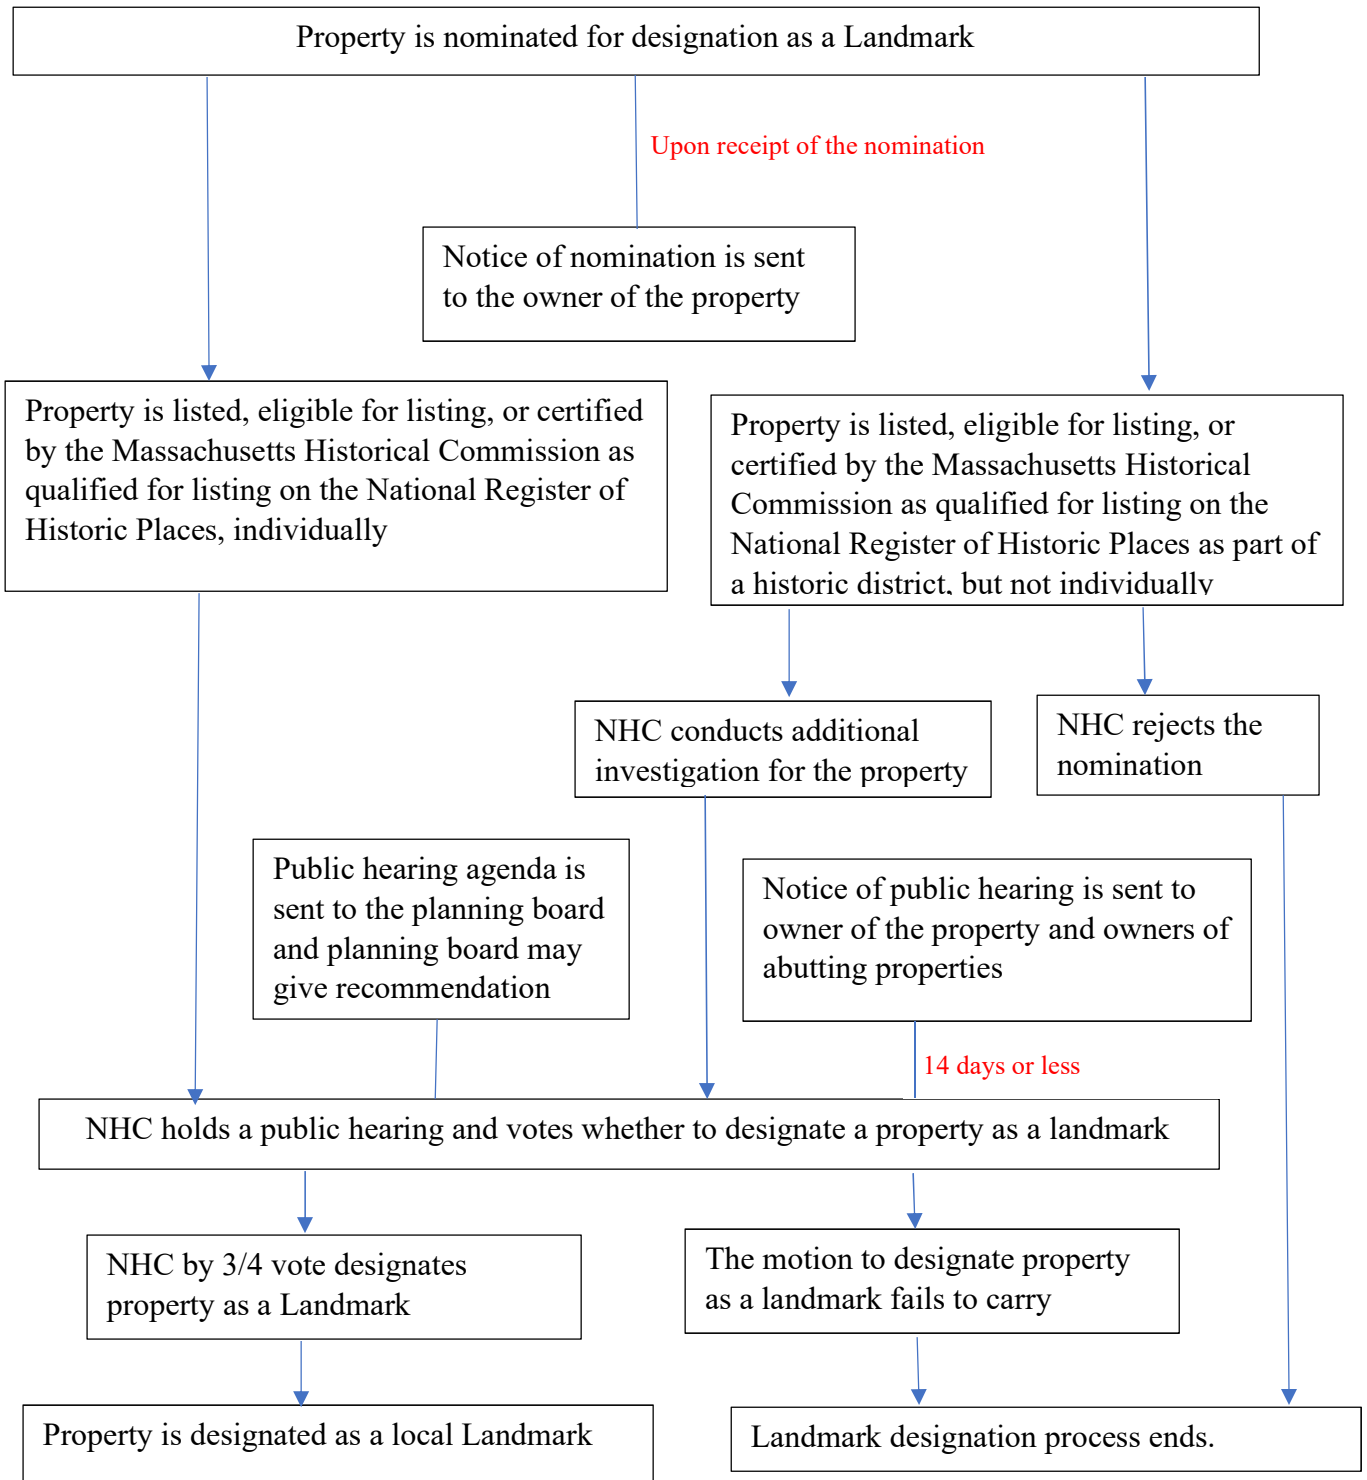 Property is nominated for designation as a Landmark
Upon receipt of the nomination
Notice of nomination is sent
to the owner of the property
Property is listed, eligible for listing, or certified
by the Massachusetts Historical Commission as
qualified for listing on the National Register of
Historic Places, individually
Property is listed, eligible for listing, or
certified by the Massachusetts Historical
Commission as qualified for listing on the
National Register of Historic Places as part of
a historic district, but not individually
NHC conducts additional
investigation for the property
NHC rejects the
nomination
Public hearing agenda is
sent to the planning board
and planning board may
give recommendation
Notice of public hearing is sent to
owner of the property and owners of
abutting properties
14 days or less
NHC holds a public hearing and votes whether to designate a property as a landmark
NHC by 3/4 vote designates
property as a Landmark
The motion to designate property
as a landmark fails to carry
Property is designated as a local Landmark
Landmark designation process ends.